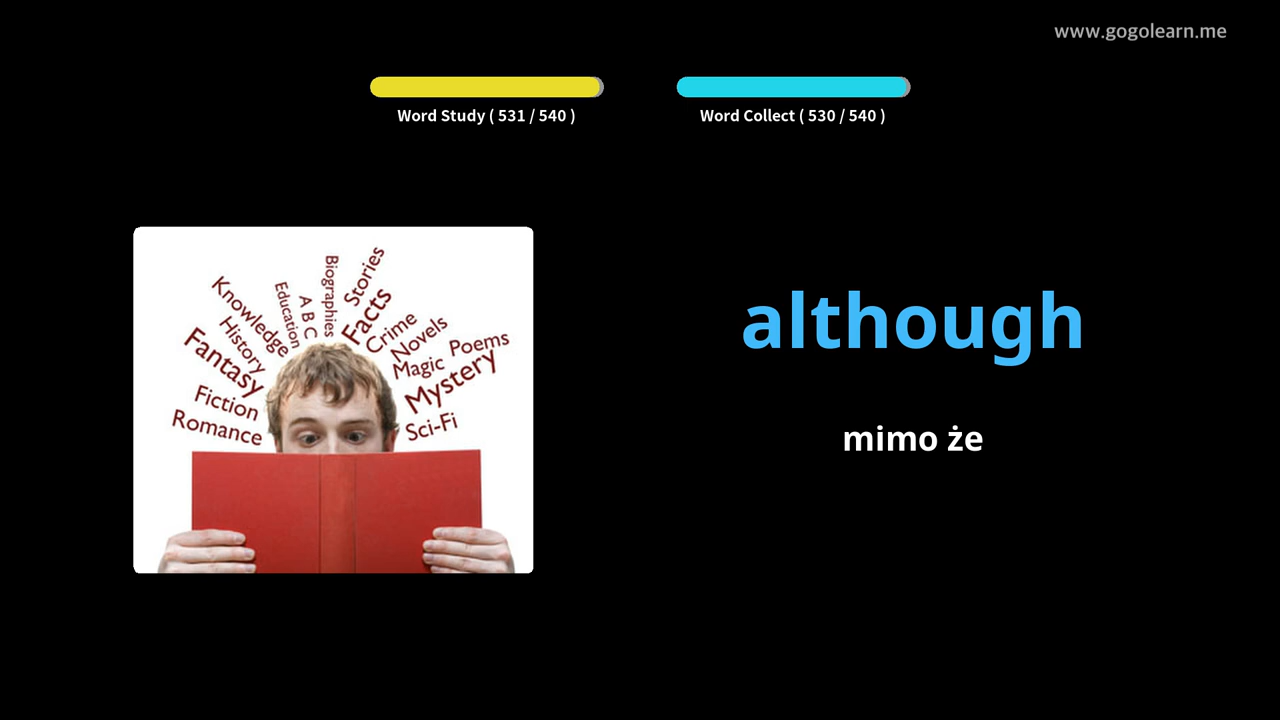 www.gogolearn.me
Word Study ( 531 / 540 )
Word Collect ( 530 / 540 )
Biographies
Stories
Education
A B C
Facts
Knowledge
Crime
History
Novels
Fantasy
Magic
Poems
Mystery
Fiction
Romance
Sci-Fi
although
mimo że